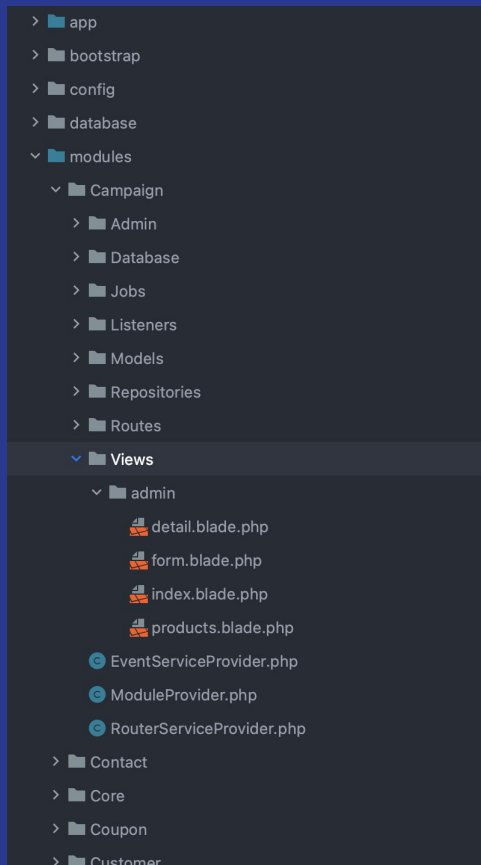 app
bootstrap
config
database
modules
Campaign
Admin
Database
Jobs
Listeners
Models
Repositories
Routes
Views
admin
detail.blade.php
form.blade.php
index.blade.php
products.blade.php
C EventServiceProvider.php
C ModuleProvider.php
C RouterServiceProvider.php
Contact
Core
Coupon
Customer